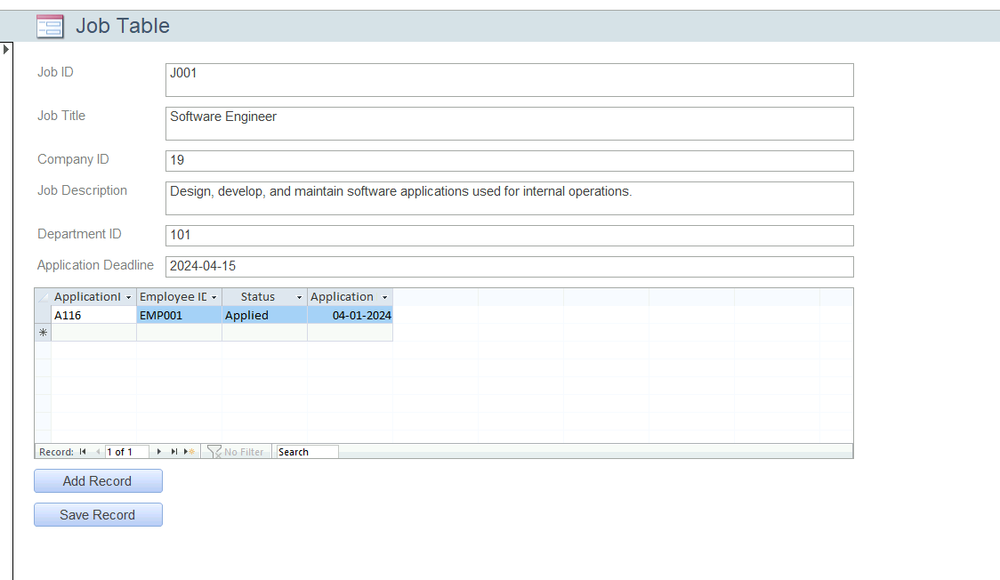 Job Table
Job ID J001
Job Title Software Engineer
Company ID 19
Job Description Design, develop, and maintain software applications used for internal operations.
Department ID 101
Application Deadline 2024-04-15
ApplicationI Employee ID Status Application
A116 EMP001 Applied 04-01-2024
Record: 1 of 1 No Filter Search
Add Record
Save Record